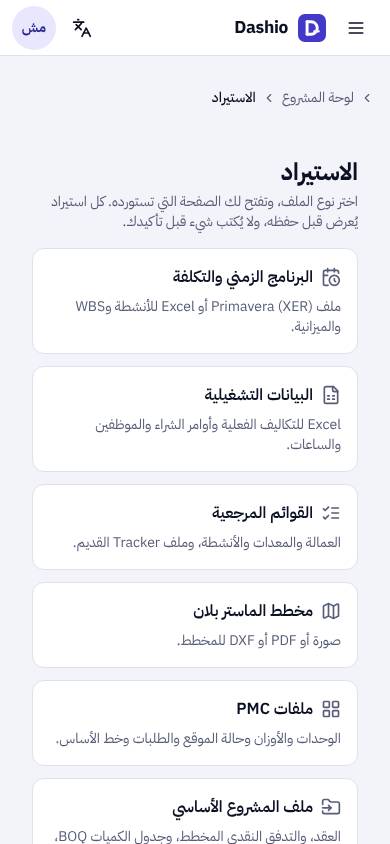 Dashio
مش
لوحة المشروع
الاستيراد
الاستيراد
اختر نوع الملف، وتفتح لك الصفحة التي تستورده. كل استيراد
يُعرض قبل حفظه، ولا يُكتب شيء قبل تأكيدك.
البرنامج الزمني والتكلفة
ملف Primavera (XER) أو Excel للأنشطة وWBS
والميزانية.
البيانات التشغيلية
Excel للتكاليف الفعلية وأوامر الشراء والموظفين
والساعات.
القوائم المرجعية
العمالة والمعدات والأنشطة، وملف Tracker القديم.
مخطط الماستر بلان
صورة أو PDF أو DXF للمخطط.
ملفات PMC
الوحدات والأوزان وحالة الموقع والطلبات وخط الأساس.
ملف المشروع الأساسي
العقد، والتدفق النقدي المخطط، وجدول الكميات BOQ،